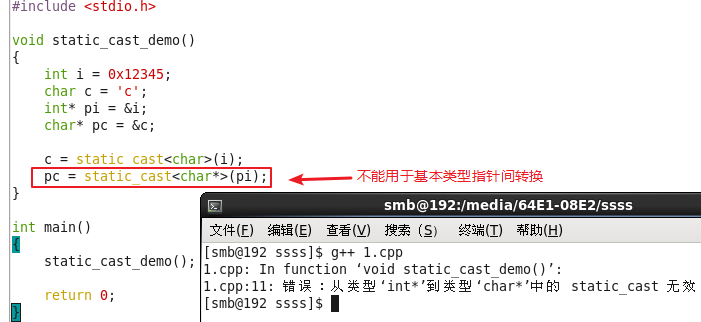 #include <stdio.h>
void static_cast_demo()
{
    int i = 0x12345;
    char c = 'c';
    int* pi = &i;
    char* pc = &c;
    c = static_cast<char>(i);
    pc = static_cast<char*>(pi);
不能用于基本类型指针间转换
}
int main()
{
    static_cast_demo();
    return 0;
}
smb@192:/media/64E1-08E2/ssss
文件(F) 编辑(E) 查看(V) 搜索(S) 终端(T) 帮助(H)
[smb@192 ssss]$ g++ 1.cpp
1.cpp: In function ‘void static_cast_demo()’:
1.cpp:11: 错误：从类型‘int*’到类型‘char*’中的 static_cast 无效
[smb@192 ssss]$